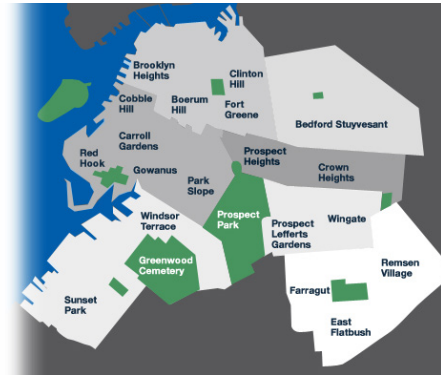 Brooklyn
Heights
Clinton
Hill
Cobble
Hill
Boerum
Hill
Fort
Greene
Bedford Stuyvesant
Carroll
Gardens
Red
Hook
Gowanus
Prospect
Heights
Crown Heights
Park
Slope
Windsor
Terrace
Prospect
Park
Prospect
Lefferts
Gardens
Wingate
Greenwood
Cemetery
Remsen
Village
Sunset
Park
Farragut
East
Flatbush